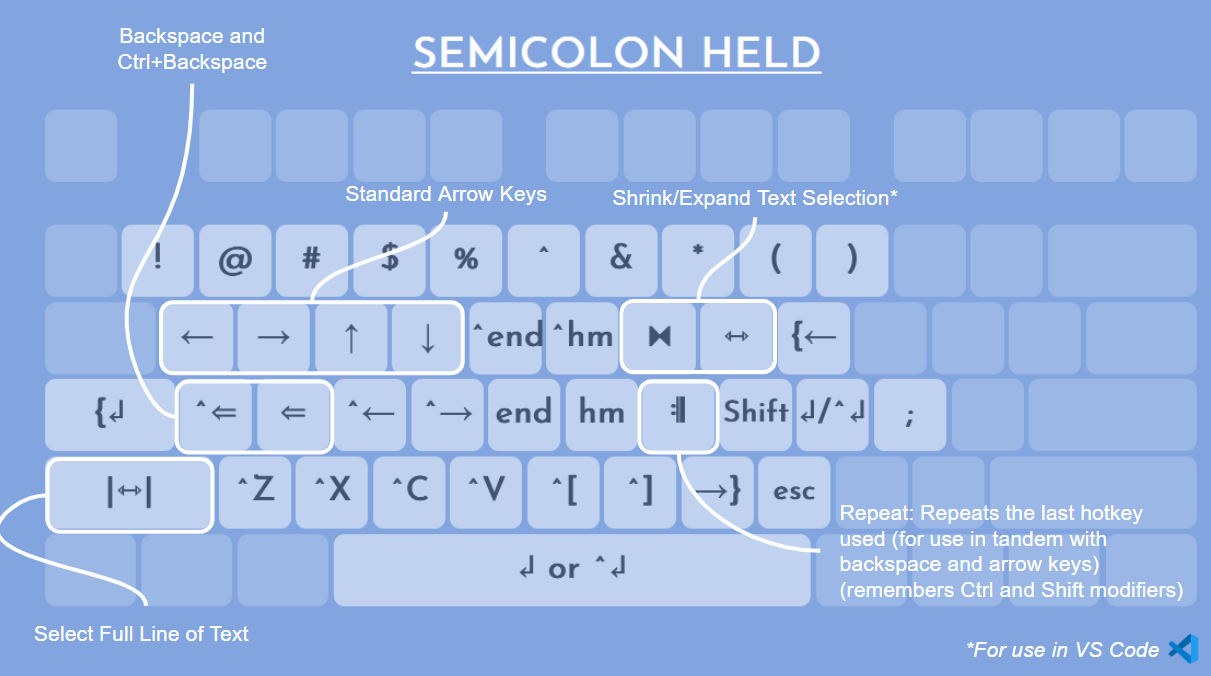 Backspace and
Ctrl+Backspace
SEMICOLON HELD
Standard Arrow Keys
Shrink/Expand Text Selection*
! @ # $ % ^ & * ( )
← → ↑ ↓ ^end ^hm ⧓ ⇿ {←
{↲ ^⇐ ⇐ ^← ^→ end hm 𝄇 Shift ↲/^↲ ;
|⇿| ^Z ^X ^C ^V ^[ ^] →} esc
↲ or ^↲
Repeat: Repeats the last hotkey
used (for use in tandem with
backspace and arrow keys)
(remembers Ctrl and Shift modifiers)
Select Full Line of Text
*For use in VS Code